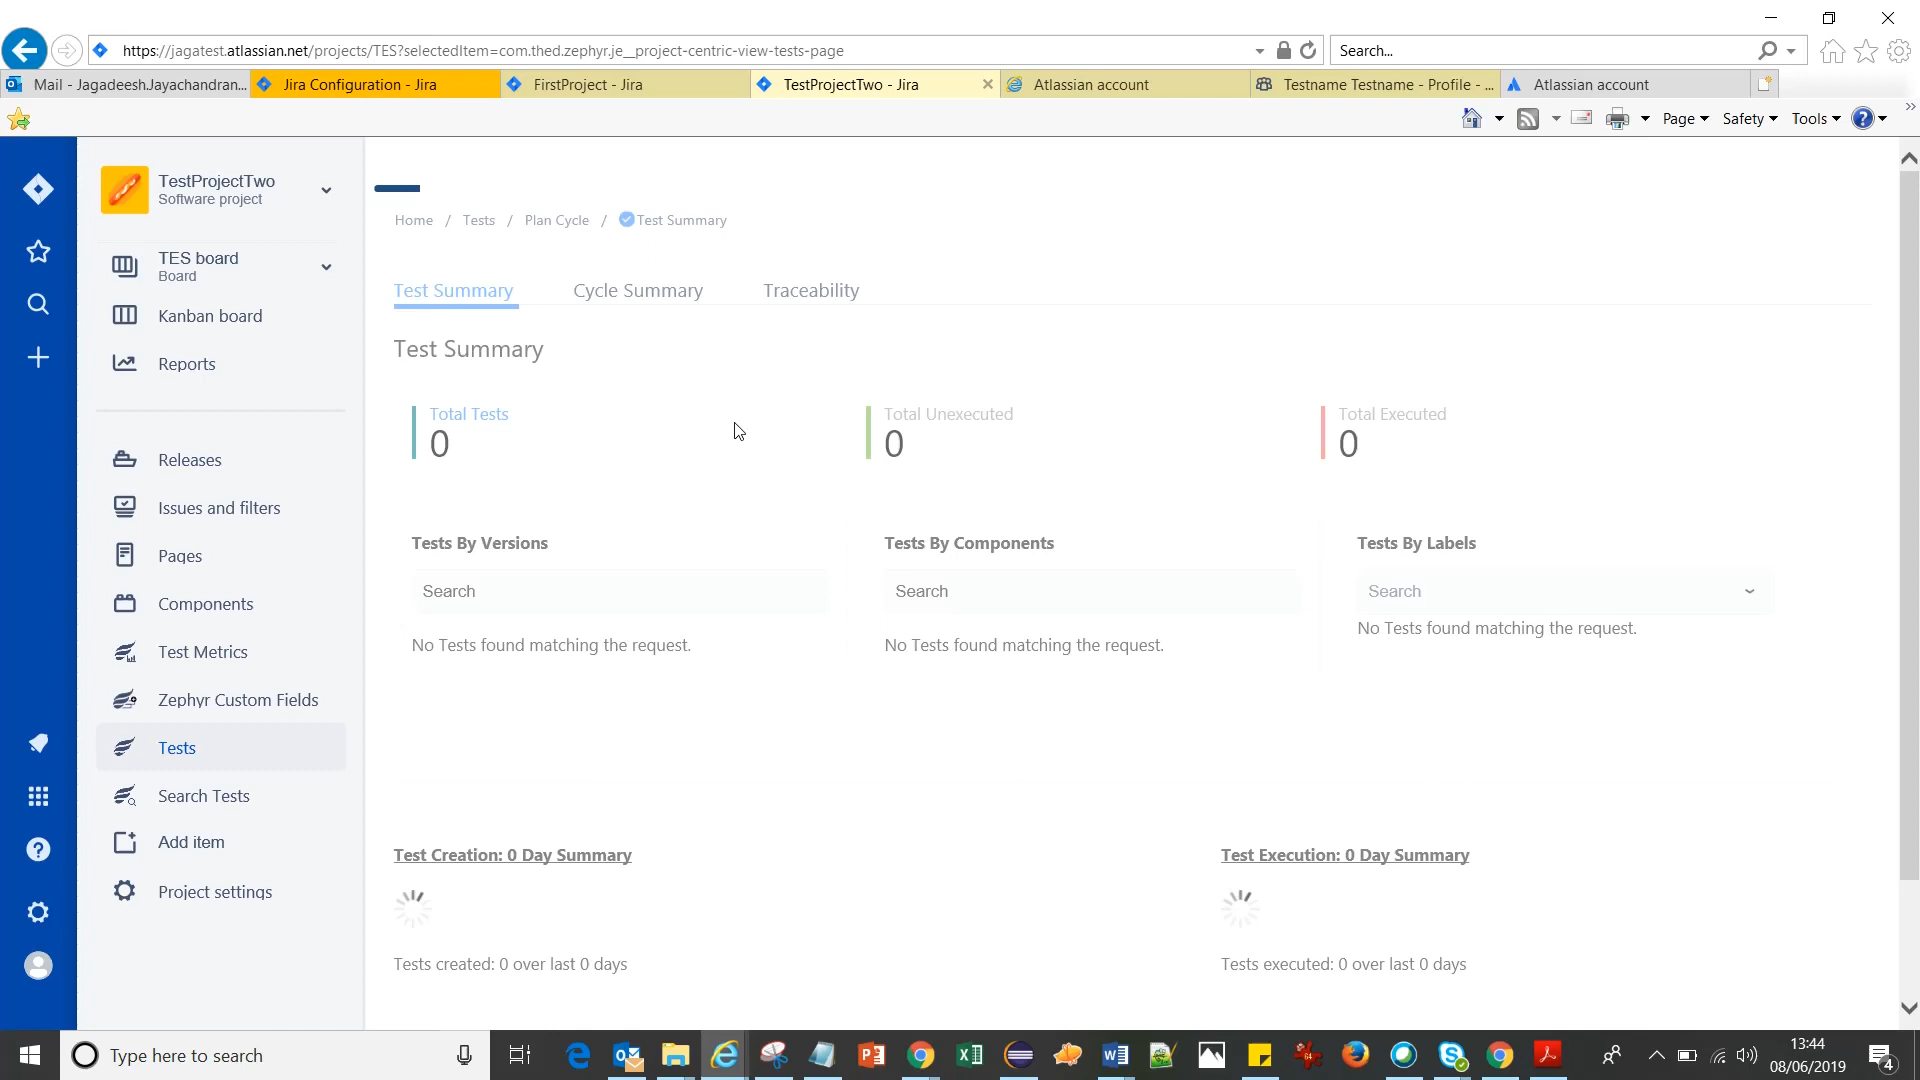 https://jagatest.atlassian.net/projects/TES?selectedItem=com.thed.zephyr.je__project-centric-view-tests-page
Search...
Mail - Jagadeesh.Jayachandran...
Jira Configuration - Jira
FirstProject - Jira
TestProjectTwo - Jira
Atlassian account
Testname Testname - Profile - ...
Atlassian account
Page
Safety
Tools
TestProjectTwo
Software project
TES board
Board
Kanban board
Reports
Releases
Issues and filters
Pages
Components
Test Metrics
Zephyr Custom Fields
Tests
Search Tests
Add item
Project settings
Home / Tests / Plan Cycle / Test Summary
Test Summary Cycle Summary Traceability
Test Summary
Total Tests
0
Total Unexecuted
0
Total Executed
0
Tests By Versions
Search
No Tests found matching the request.
Tests By Components
Search
No Tests found matching the request.
Tests By Labels
Search
No Tests found matching the request.
Test Creation: 0 Day Summary
Tests created: 0 over last 0 days
Test Execution: 0 Day Summary
Tests executed: 0 over last 0 days
Type here to search
64
13:44
08/06/2019
4